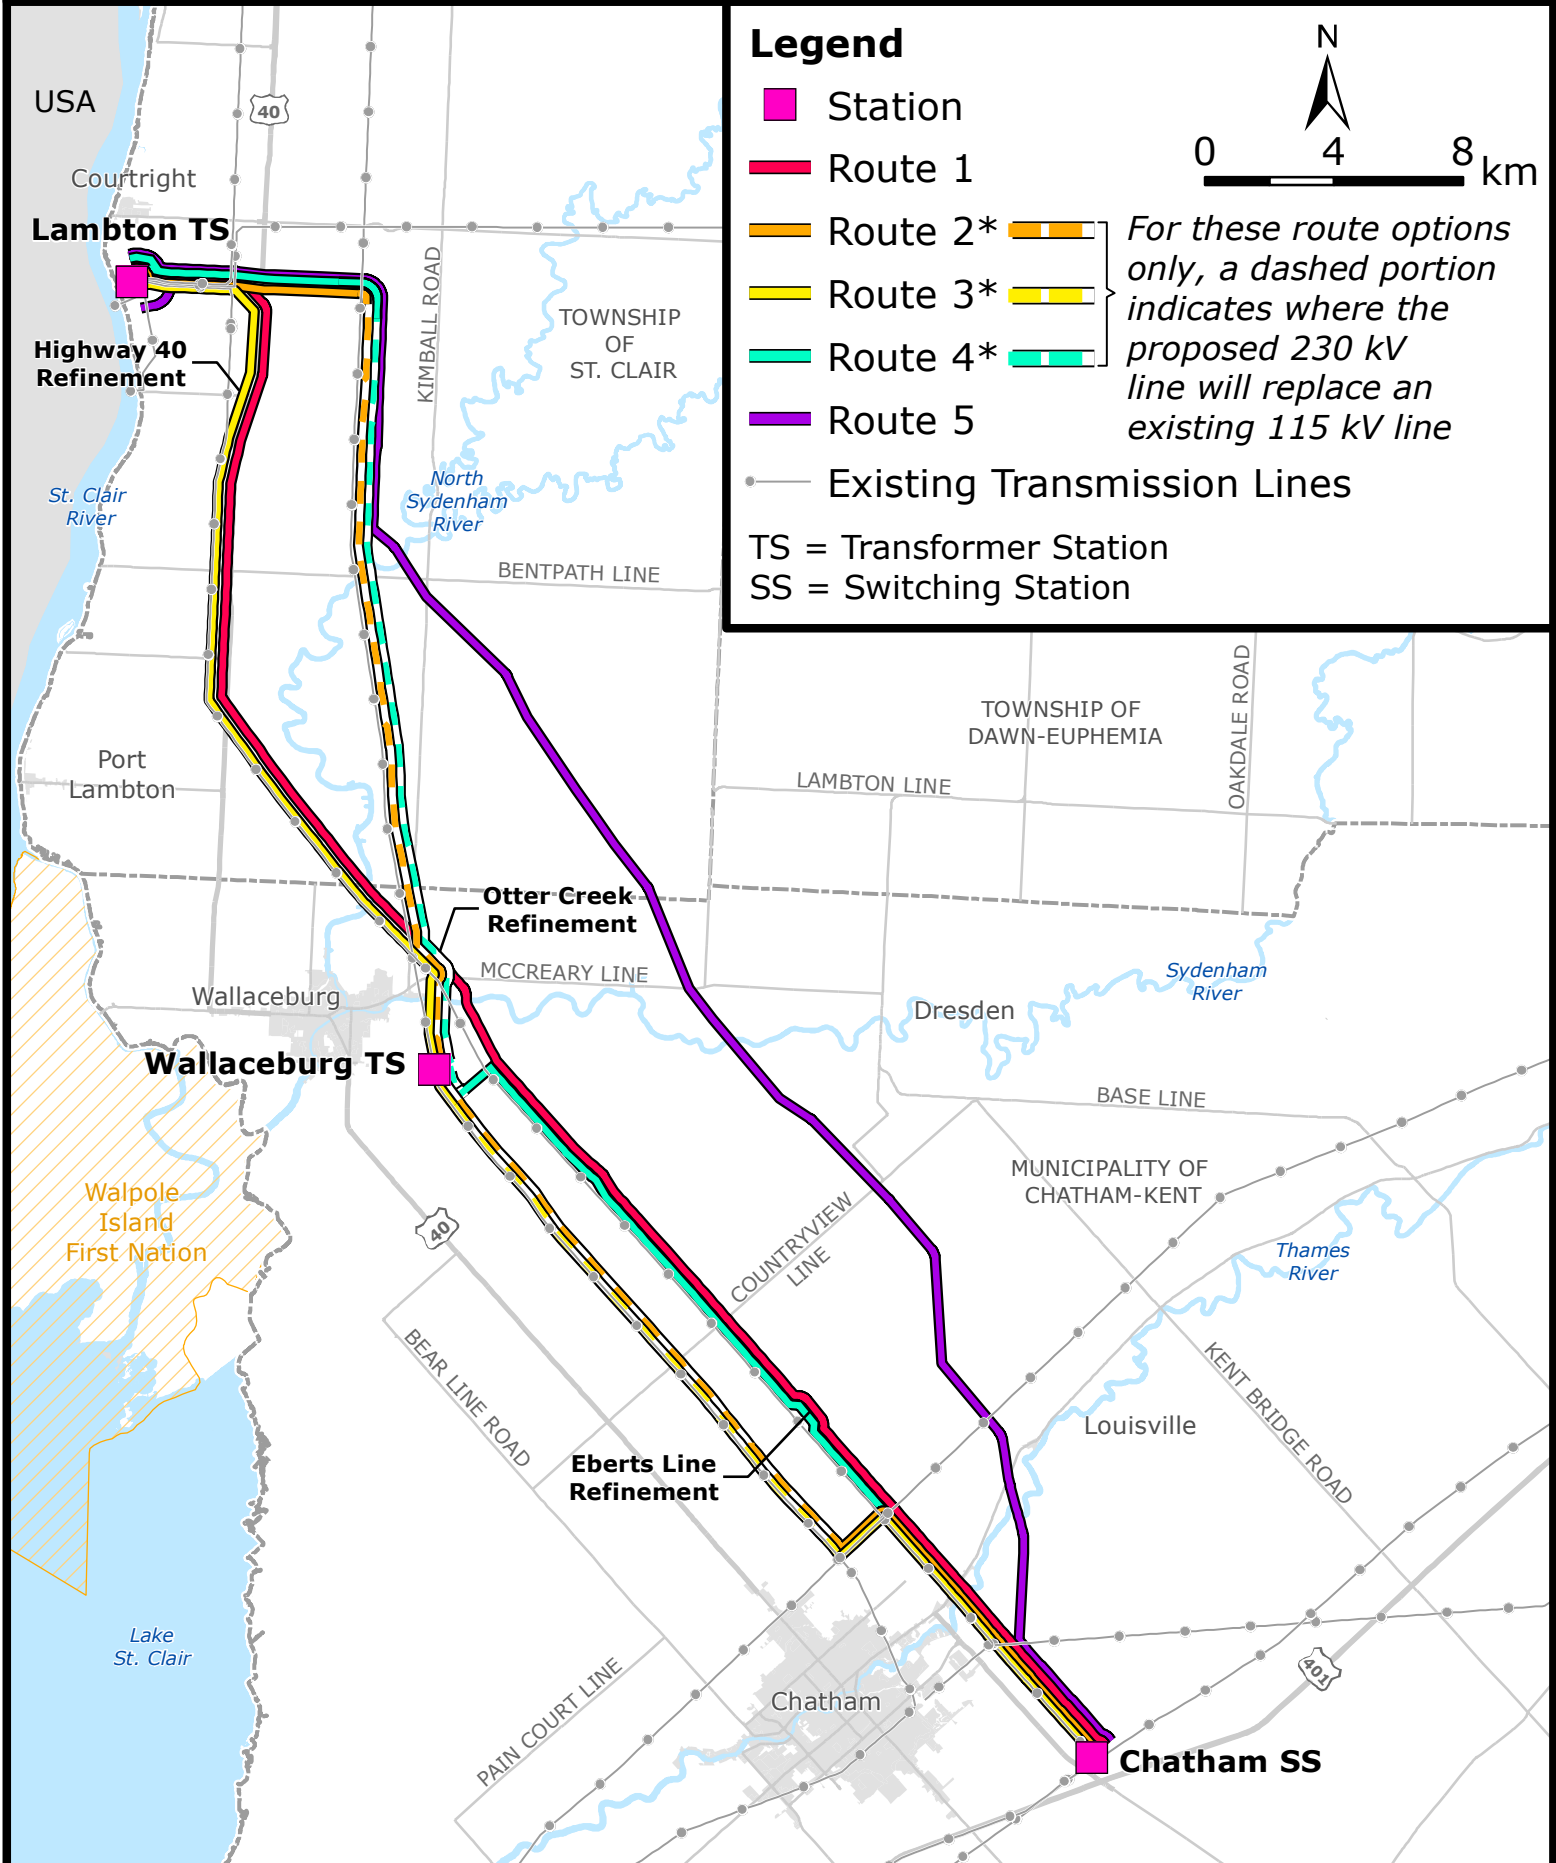 Legend
Station
Route 1
Route 2*
Route 3*
Route 4*
Route 5
Existing Transmission Lines
TS = Transformer Station
SS = Switching Station
For these route options
only, a dashed portion
indicates where the
proposed 230 kV
line will replace an
existing 115 kV line
N
0 4 8 km
USA
40
Courtright
Lambton TS
KIMBALL ROAD
TOWNSHIP
OF
ST. CLAIR
Highway 40
Refinement
St. Clair
River
North
Sydenham
River
BENTPATH LINE
TOWNSHIP OF
DAWN-EUPHEMIA
OAKDALE ROAD
Port
Lambton
LAMBTON LINE
Otter Creek
Refinement
MCCREARY LINE
Sydenham
River
Wallaceburg
Dresden
Wallaceburg TS
BASE LINE
MUNICIPALITY OF
CHATHAM-KENT
Walpole
Island
First Nation
40
COUNTRYVIEW
LINE
Thames
River
BEAR LINE ROAD
KENT BRIDGE ROAD
Louisville
Eberts Line
Refinement
Lake
St. Clair
401
PAIN COURT LINE
Chatham
Chatham SS